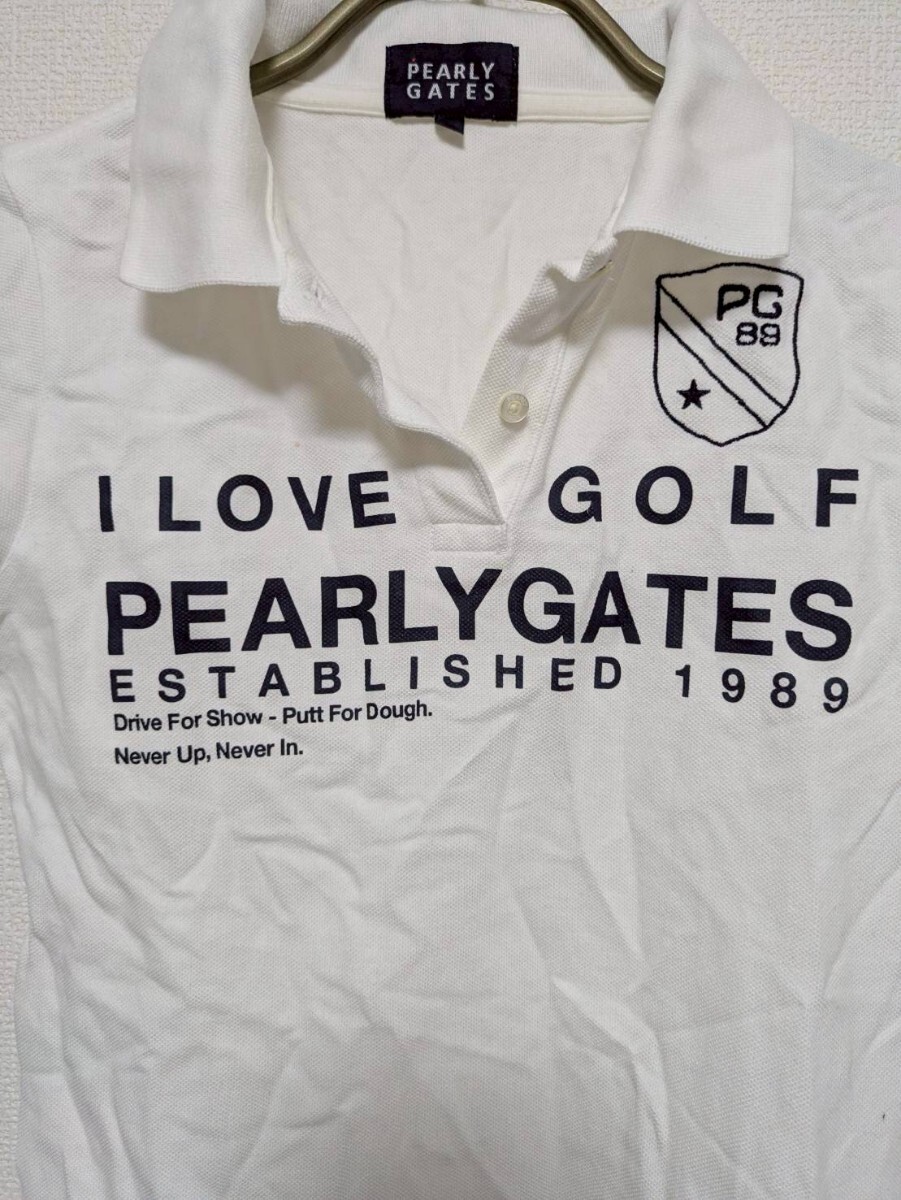 PEARLY
GATES
PG
89
I LOVE GOLF
PEARLYGATES
ESTABLISHED 1989
Drive For Show - Putt For Dough.
Never Up, Never In.